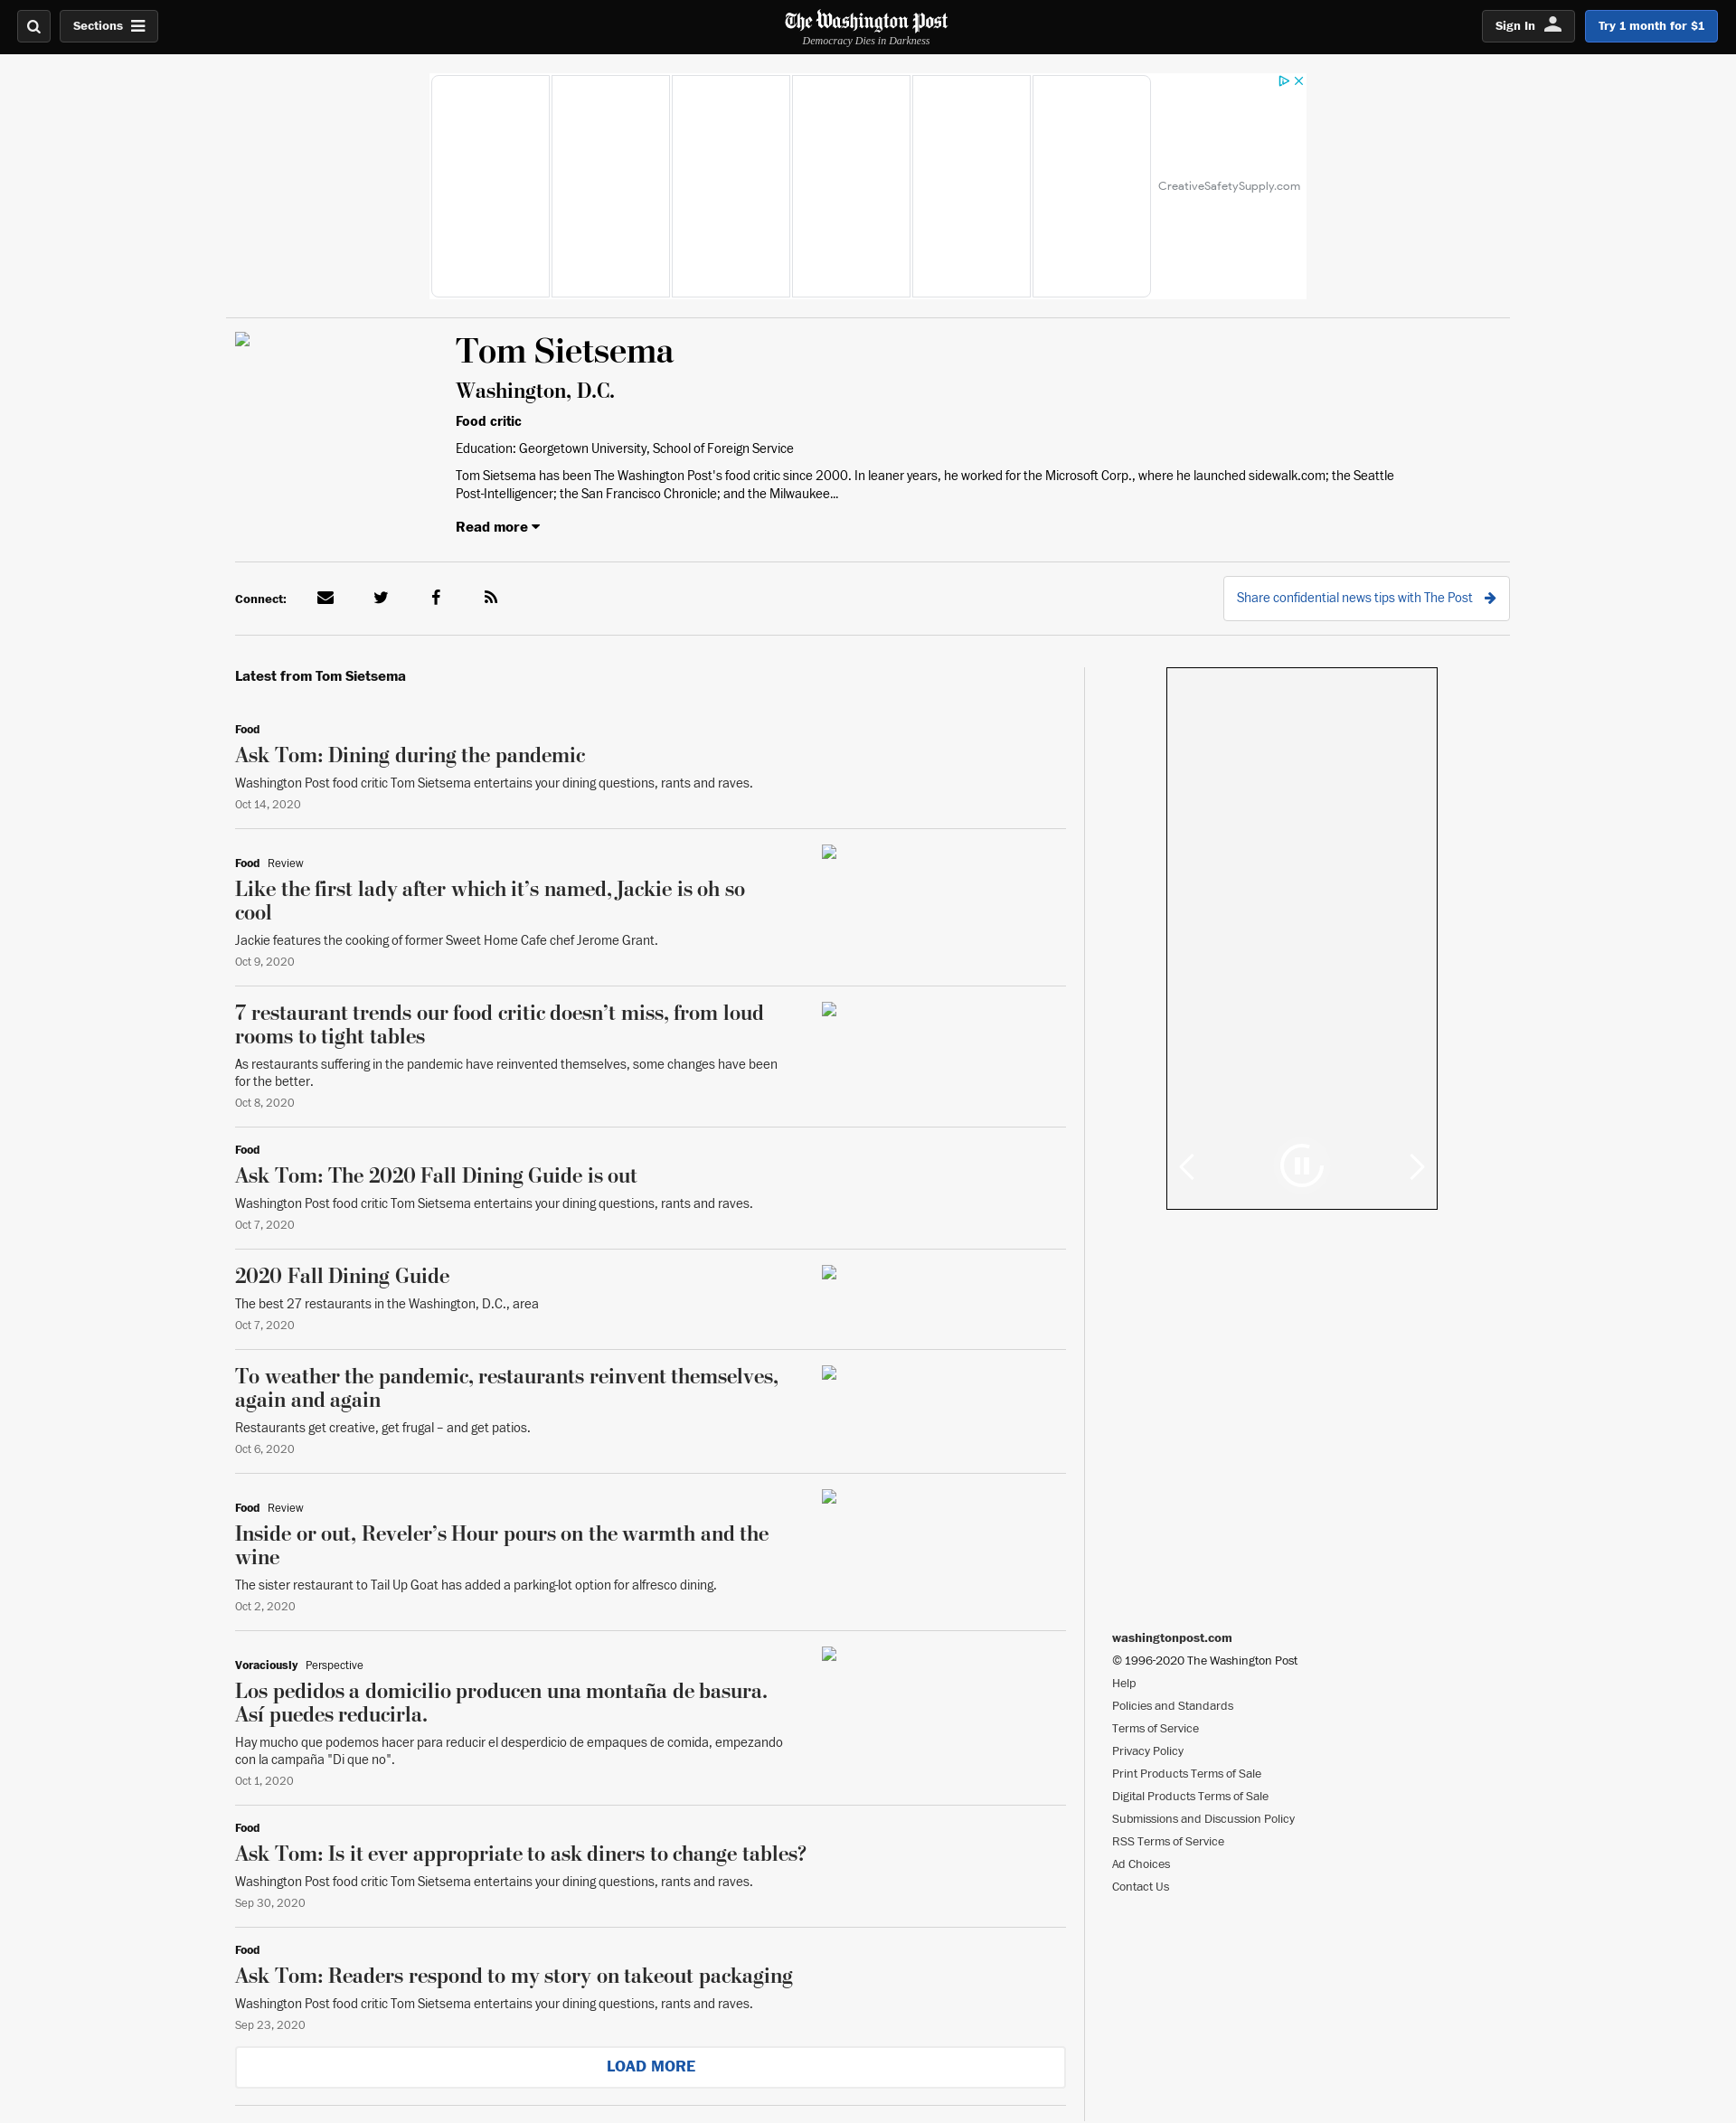 Sections
The Washington Post
Democracy Dies in Darkness
Sign In
Try 1 month for $1
CreativeSafetySupply.com
Tom Sietsema
Washington, D.C.
Food critic
Education: Georgetown University, School of Foreign Service
Tom Sietsema has been The Washington Post's food critic since 2000. In leaner years, he worked for the Microsoft Corp., where he launched sidewalk.com; the Seattle
Post-Intelligencer; the San Francisco Chronicle; and the Milwaukee...
Read more
Connect:
Share confidential news tips with The Post
Latest from Tom Sietsema
Food
Ask Tom: Dining during the pandemic
Washington Post food critic Tom Sietsema entertains your dining questions, rants and raves.
Oct 14, 2020
Food Review
Like the first lady after which it’s named, Jackie is oh so
cool
Jackie features the cooking of former Sweet Home Cafe chef Jerome Grant.
Oct 9, 2020
7 restaurant trends our food critic doesn’t miss, from loud
rooms to tight tables
As restaurants suffering in the pandemic have reinvented themselves, some changes have been
for the better.
Oct 8, 2020
Food
Ask Tom: The 2020 Fall Dining Guide is out
Washington Post food critic Tom Sietsema entertains your dining questions, rants and raves.
Oct 7, 2020
2020 Fall Dining Guide
The best 27 restaurants in the Washington, D.C., area
Oct 7, 2020
To weather the pandemic, restaurants reinvent themselves,
again and again
Restaurants get creative, get frugal – and get patios.
Oct 6, 2020
Food Review
Inside or out, Reveler’s Hour pours on the warmth and the
wine
The sister restaurant to Tail Up Goat has added a parking-lot option for alfresco dining.
Oct 2, 2020
Voraciously Perspective
Los pedidos a domicilio producen una montaña de basura.
Así puedes reducirla.
Hay mucho que podemos hacer para reducir el desperdicio de empaques de comida, empezando
con la campaña "Di que no".
Oct 1, 2020
Food
Ask Tom: Is it ever appropriate to ask diners to change tables?
Washington Post food critic Tom Sietsema entertains your dining questions, rants and raves.
Sep 30, 2020
Food
Ask Tom: Readers respond to my story on takeout packaging
Washington Post food critic Tom Sietsema entertains your dining questions, rants and raves.
Sep 23, 2020
LOAD MORE
washingtonpost.com
© 1996-2020 The Washington Post
Help
Policies and Standards
Terms of Service
Privacy Policy
Print Products Terms of Sale
Digital Products Terms of Sale
Submissions and Discussion Policy
RSS Terms of Service
Ad Choices
Contact Us